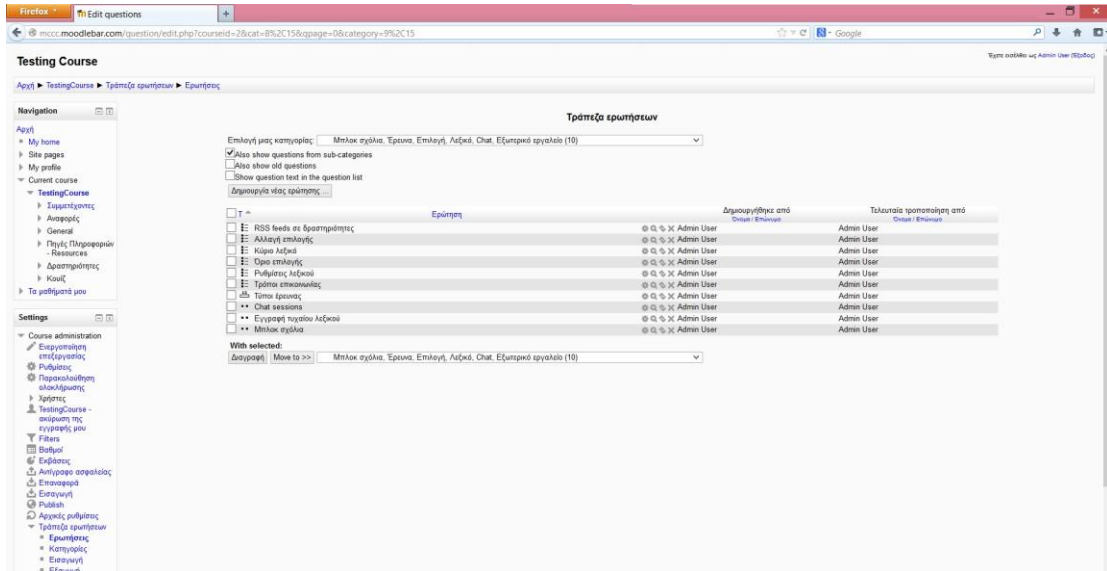 Firefox
Edit questions
mccc.moodlebar.com/question/edit.php?courseid=2&cat=8%2C15&qpage=0&category=9%2C15
Google
Testing Course
Έχετε εισέλθει ως Admin User (Έξοδος)
Αρχή ► TestingCourse ► Τράπεζα ερωτήσεων ► Ερωτήσεις
Navigation
Αρχή
My home
Site pages
My profile
Current course
TestingCourse
Συμμετέχοντες
Αναφορές
General
Πηγές Πληροφοριών
- Resources
Δραστηριότητες
Κουίζ
Τα μαθήματά μου
Settings
Course administration
Ενεργοποίηση
επεξεργασίας
Ρυθμίσεις
Παρακολούθηση
ολοκλήρωσης
Χρήστες
TestingCourse -
ακύρωση της
εγγραφής μου
Filters
Βαθμοί
Εκβάσεις
Αντίγραφο ασφαλείας
Επαναφορά
Εισαγωγή
Publish
Αρχικές ρυθμίσεις
Τράπεζα ερωτήσεων
Ερωτήσεις
Κατηγορίες
Εισαγωγή
Εξαγωγή
Τράπεζα ερωτήσεων
Επιλογή μιας κατηγορίας: Μπλοκ σχόλια, Έρευνα, Επιλογή, Λεξικό, Chat, Εξωτερικό εργαλείο (10)
Also show questions from sub-categories
Also show old questions
Show question text in the question list
Δημιουργία νέας ερώτησης ...
T Ερώτηση Δημιουργήθηκε από Τελευταία τροποποίηση από
Όνομα / Επώνυμο Όνομα / Επώνυμο
RSS feeds σε δραστηριότητες Admin User Admin User
Αλλαγή επιλογής Admin User Admin User
Κύριο λεξικό Admin User Admin User
Όριο επιλογής Admin User Admin User
Ρυθμίσεις λεξικού Admin User Admin User
Τρόποι επικοινωνίας Admin User Admin User
Τύποι έρευνας Admin User Admin User
Chat sessions Admin User Admin User
Εγγραφή τυχαίου λεξικού Admin User Admin User
Μπλοκ σχόλια Admin User Admin User
With selected:
Διαγραφή Move to >> Μπλοκ σχόλια, Έρευνα, Επιλογή, Λεξικό, Chat, Εξωτερικό εργαλείο (10)